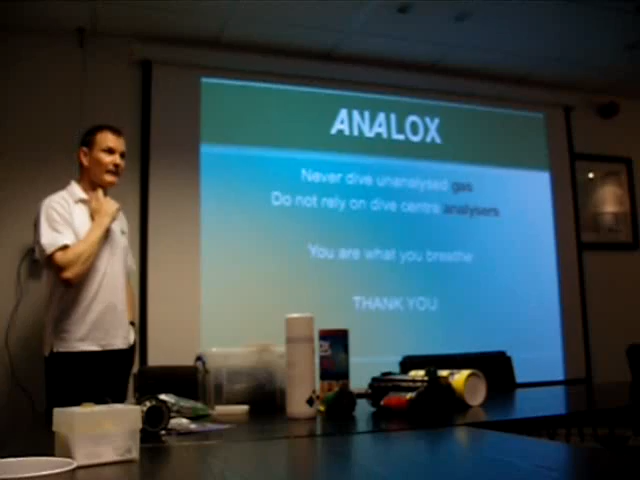 ANALOX
Never dive unanalysed gas
Do not rely on dive centre analysers
You are what you breathe
THANK YOU